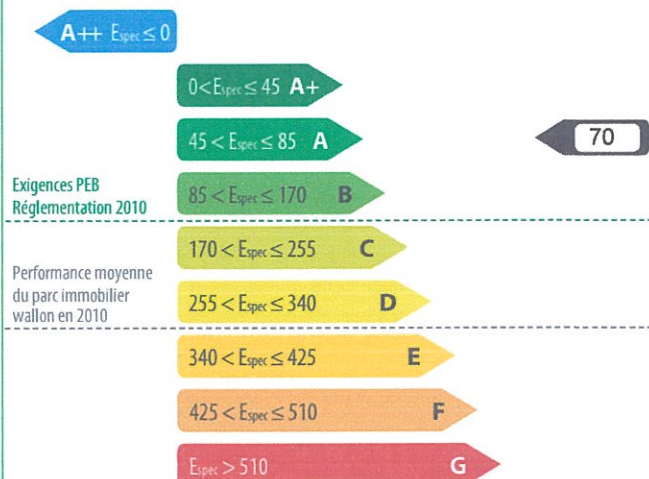 A++ Espec ≤ 0
0 < Espec ≤ 45 A+
45 < Espec ≤ 85 A
70
Exigences PEB
Réglementation 2010
85 < Espec ≤ 170 B
170 < Espec ≤ 255 C
Performance moyenne
du parc immobilier
wallon en 2010
255 < Espec ≤ 340 D
340 < Espec ≤ 425 E
425 < Espec ≤ 510 F
Espec > 510 G